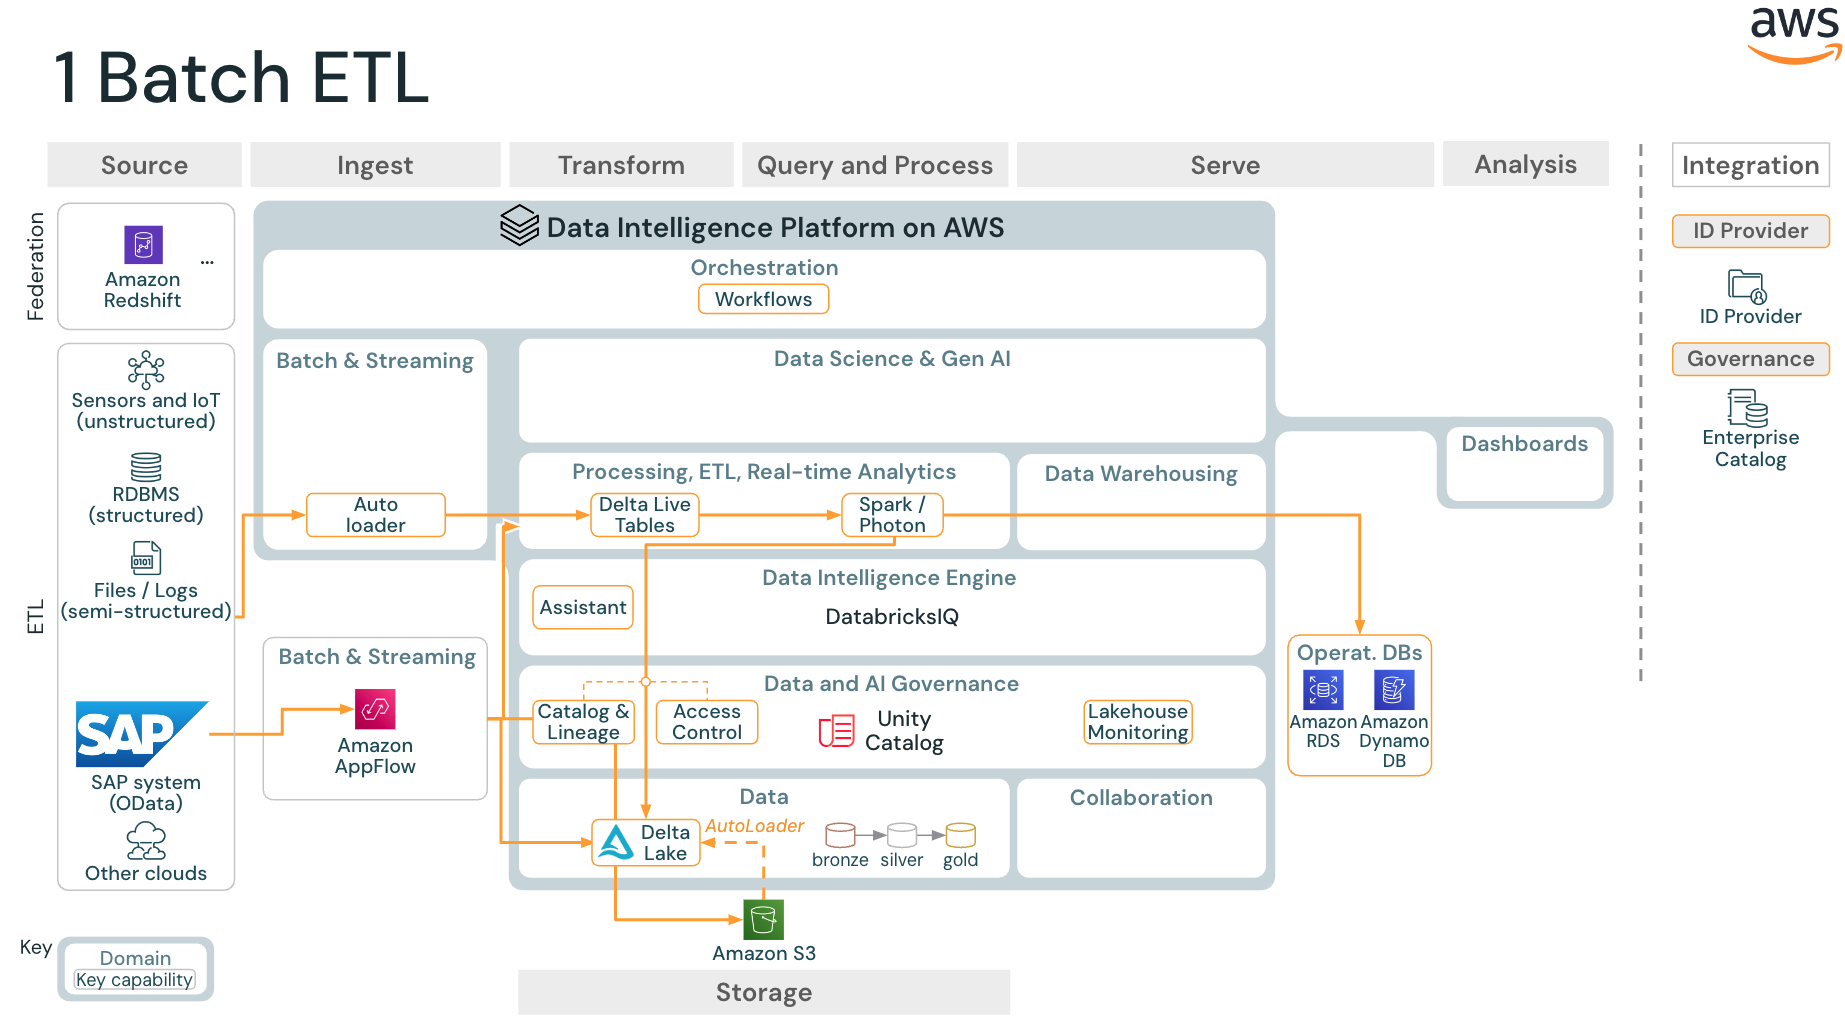 aws
1 Batch ETL
Source
Ingest
Transform
Query and Process
Serve
Analysis
Integration
Federation
Amazon
Redshift
...
Data Intelligence Platform on AWS
Orchestration
Workflows
ID Provider
ID Provider
Governance
Enterprise
Catalog
ETL
Sensors and IoT
(unstructured)
RDBMS
(structured)
Files / Logs
(semi-structured)
0101
SAP
SAP system
(OData)
Other clouds
Batch & Streaming
Auto
loader
Batch & Streaming
Amazon
AppFlow
Data Science & Gen AI
Processing, ETL, Real-time Analytics
Delta Live
Tables
Spark /
Photon
Data Warehousing
Dashboards
Data Intelligence Engine
Assistant
DatabricksIQ
Data and AI Governance
Catalog &
Lineage
Access
Control
Unity
Catalog
Lakehouse
Monitoring
Operat. DBs
Amazon
RDS
Amazon
Dynamo
DB
Data
Delta
Lake
AutoLoader
bronze
silver
gold
Collaboration
Amazon S3
Storage
Key
Domain
Key capability